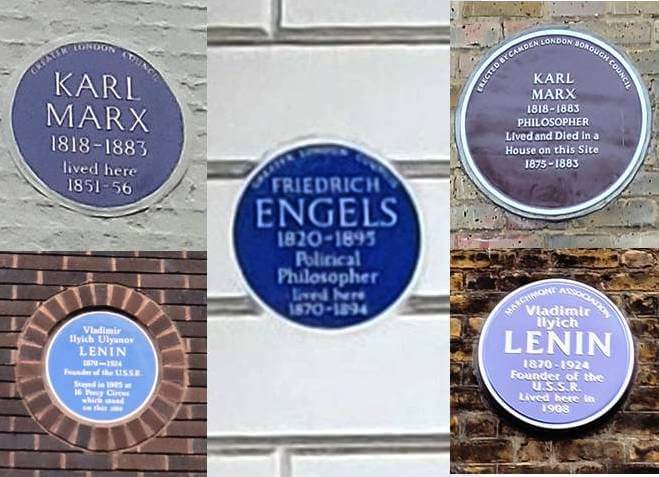 GREATER LONDON COUNCIL
KARL
MARX
1818-1883
lived here
1851-56
GREATER LONDON COUNCIL
FRIEDRICH
ENGELS
1820-1895
Political
Philosopher
lived here
1870-1894
ERECTED BY CAMDEN LONDON BOROUGH COUNCIL
KARL
MARX
1818-1883
PHILOSOPHER
Lived and Died in a
House on this Site
1875-1883
Vladimir
Ilyich Ulyanov
LENIN
1870-1924
Founder of the U.S.S.R.
Stayed in 1905 at
16 Percy Circus
which stood
on this site
MARCHMONT ASSOCIATION
Vladimir
Ilyich
LENIN
1870-1924
Founder of the
U.S.S.R.
Lived here in
1908